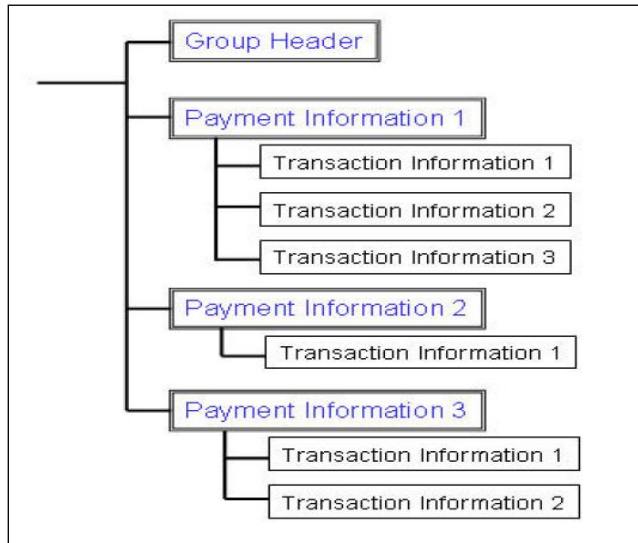 Group Header
Payment Information 1
Transaction Information 1
Transaction Information 2
Transaction Information 3
Payment Information 2
Transaction Information 1
Payment Information 3
Transaction Information 1
Transaction Information 2